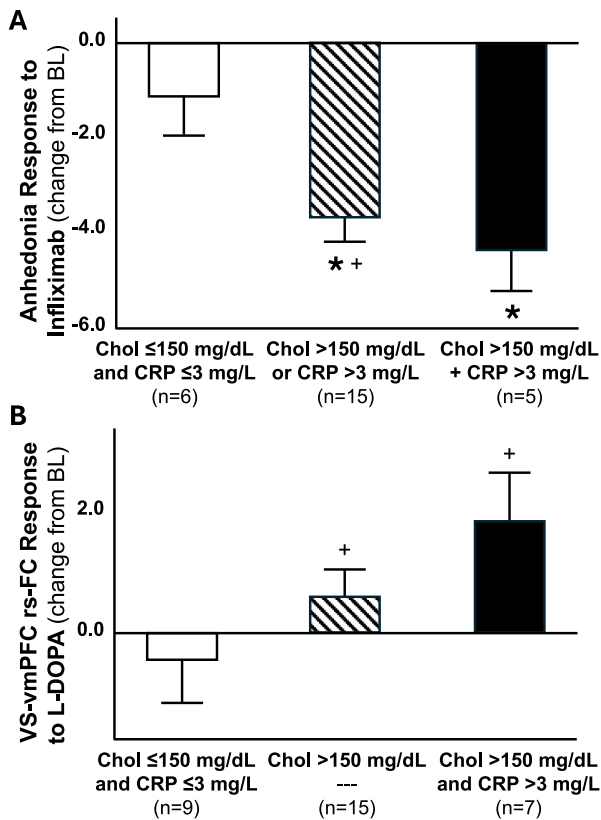 A
Anhedonia Response to
Infliximab (change from BL)
0.0
-2.0
-4.0
-6.0
* +
*
Chol ≤150 mg/dL
and CRP ≤3 mg/L
(n=6)
Chol >150 mg/dL
or CRP >3 mg/L
(n=15)
Chol >150 mg/dL
+ CRP >3 mg/L
(n=5)
B
VS-vmPFC rs-FC Response
to L-DOPA (change from BL)
2.0
0.0
+
+
Chol ≤150 mg/dL
and CRP ≤3 mg/L
(n=9)
Chol >150 mg/dL
---
(n=15)
Chol >150 mg/dL
and CRP >3 mg/L
(n=7)